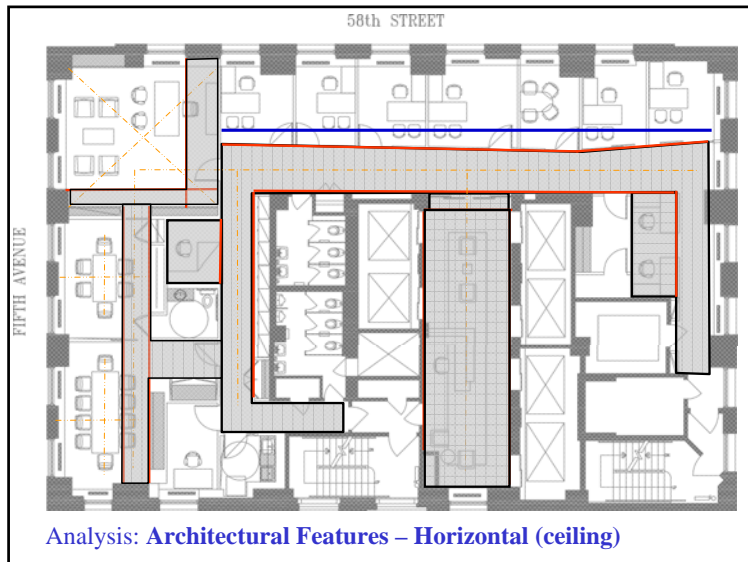 58th STREET
FIFTH AVENUE
Analysis: Architectural Features – Horizontal (ceiling)